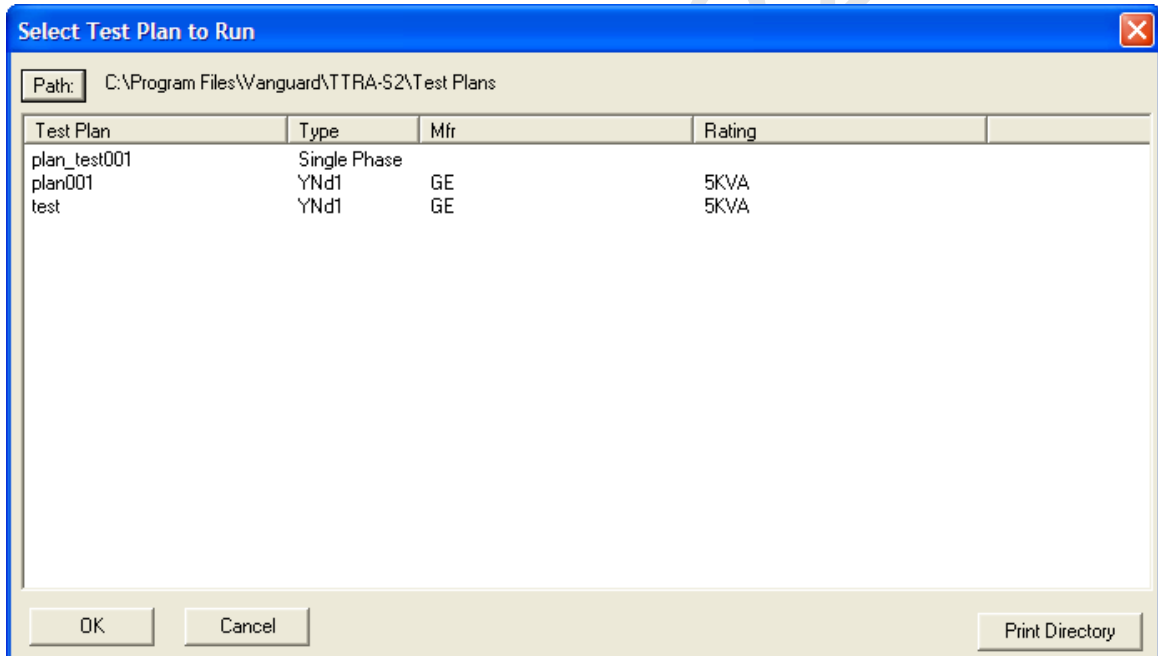 Select Test Plan to Run
Path: C:\Program Files\Vanguard\TTRA-S2\Test Plans
Test Plan Type Mfr Rating
plan_test001 Single Phase
plan001 YNd1 GE 5KVA
test YNd1 GE 5KVA
OK Cancel Print Directory